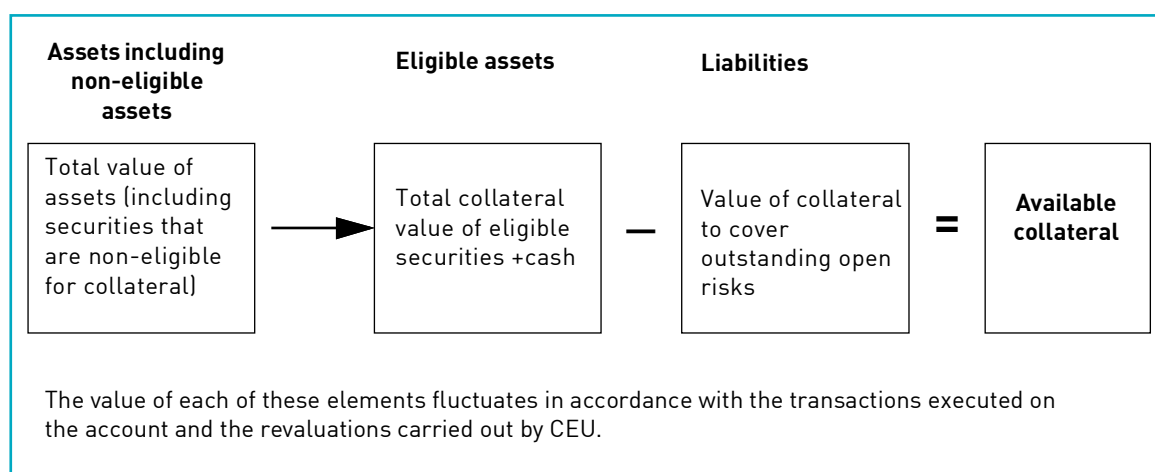 Assets including
non-eligible
assets
Eligible assets
Liabilities
Total value of
assets (including
securities that
are non-eligible
for collateral)
Total collateral
value of eligible
securities +cash
—
Value of collateral
to cover
outstanding open
risks
=
Available
collateral
The value of each of these elements fluctuates in accordance with the transactions executed on
the account and the revaluations carried out by CEU.